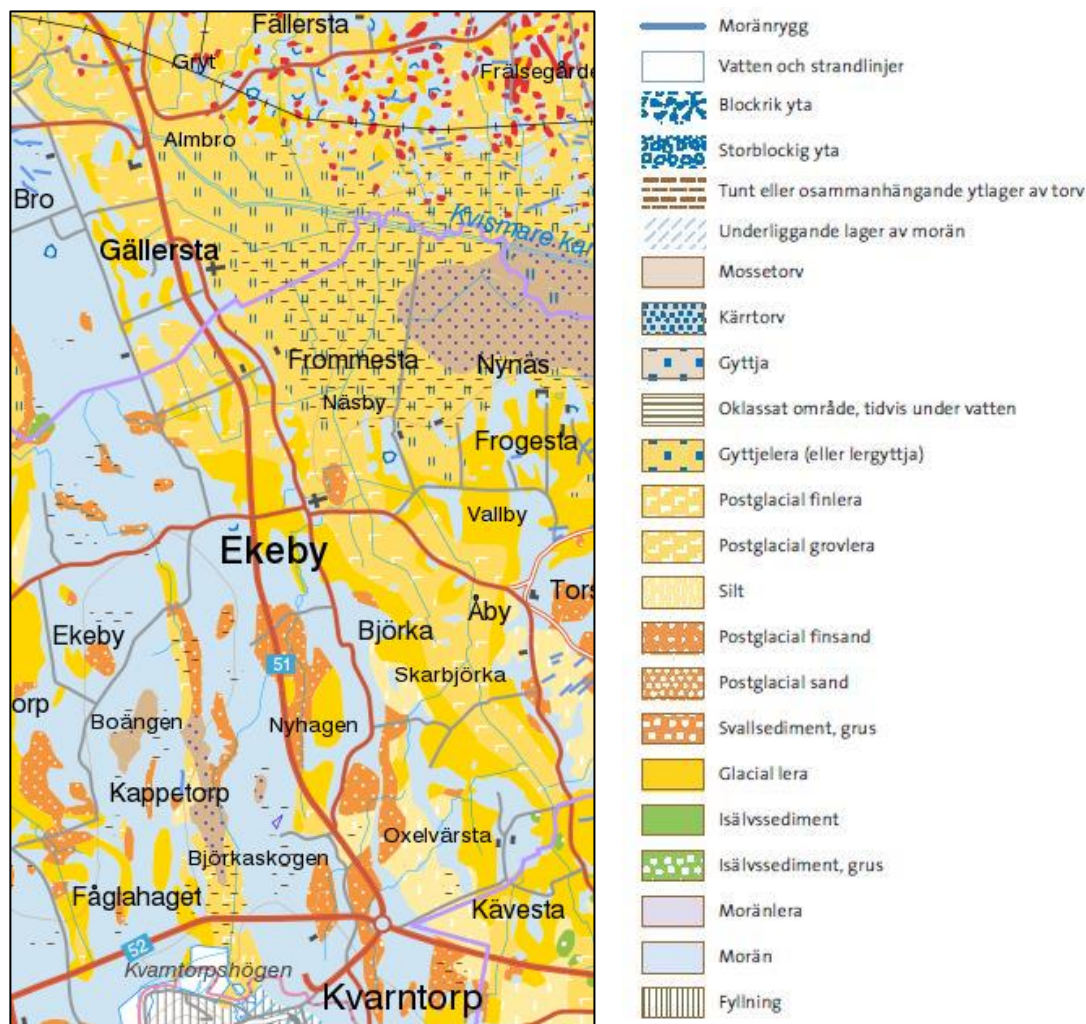 Fällersta
Gryt
Frälsegårde
Almbro
Bro
Kvismare kan
Gällersta
Frommesta
Nynäs
Näsby
Frogesta
Vallby
Ekeby
Tors
Åby
Ekeby
Björka
51
Skarbjörka
orp
Boängen
Nyhagen
Kappetorp
Oxelvärsta
Björkaskogen
Fåglahaget
Kävesta
52
Kvarntorpshögen
Kvarntorp
Moränrygg
Vatten och strandlinjer
Blockrik yta
Storblockig yta
Tunt eller osammanhängande ytlager av torv
Underliggande lager av morän
Mossetorv
Kärrtorv
Gyttja
Oklassat område, tidvis under vatten
Gyttjelera (eller lergyttja)
Postglacial finlera
Postglacial grovlera
Silt
Postglacial finsand
Postglacial sand
Svallsediment, grus
Glacial lera
Isälvssediment
Isälvssediment, grus
Moränlera
Morän
Fyllning